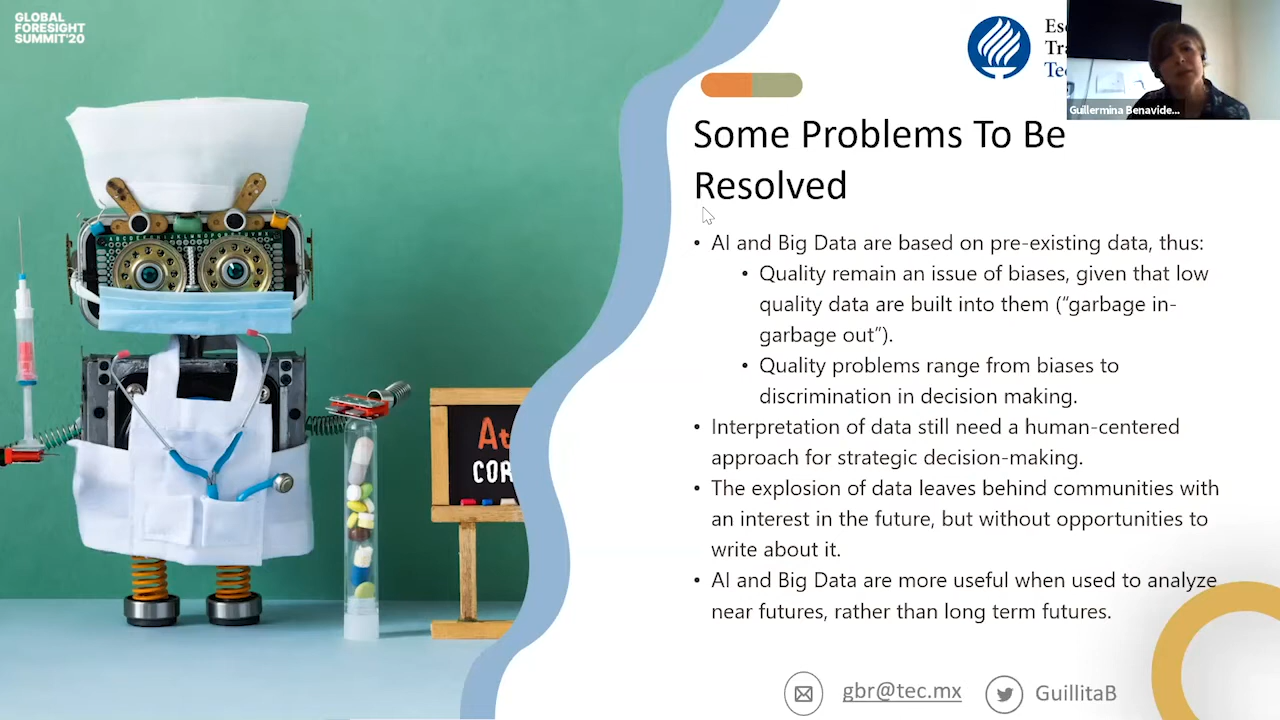 GLOBAL
FORESIGHT
SUMMIT'20
Guillermina Benavide...
Some Problems To Be
Resolved
• AI and Big Data are based on pre-existing data, thus:
• Quality remain an issue of biases, given that low
quality data are built into them (“garbage in-
garbage out”).
• Quality problems range from biases to
discrimination in decision making.
• Interpretation of data still need a human-centered
approach for strategic decision-making.
• The explosion of data leaves behind communities with
an interest in the future, but without opportunities to
write about it.
• AI and Big Data are more useful when used to analyze
near futures, rather than long term futures.
gbr@tec.mx
GuillitaB